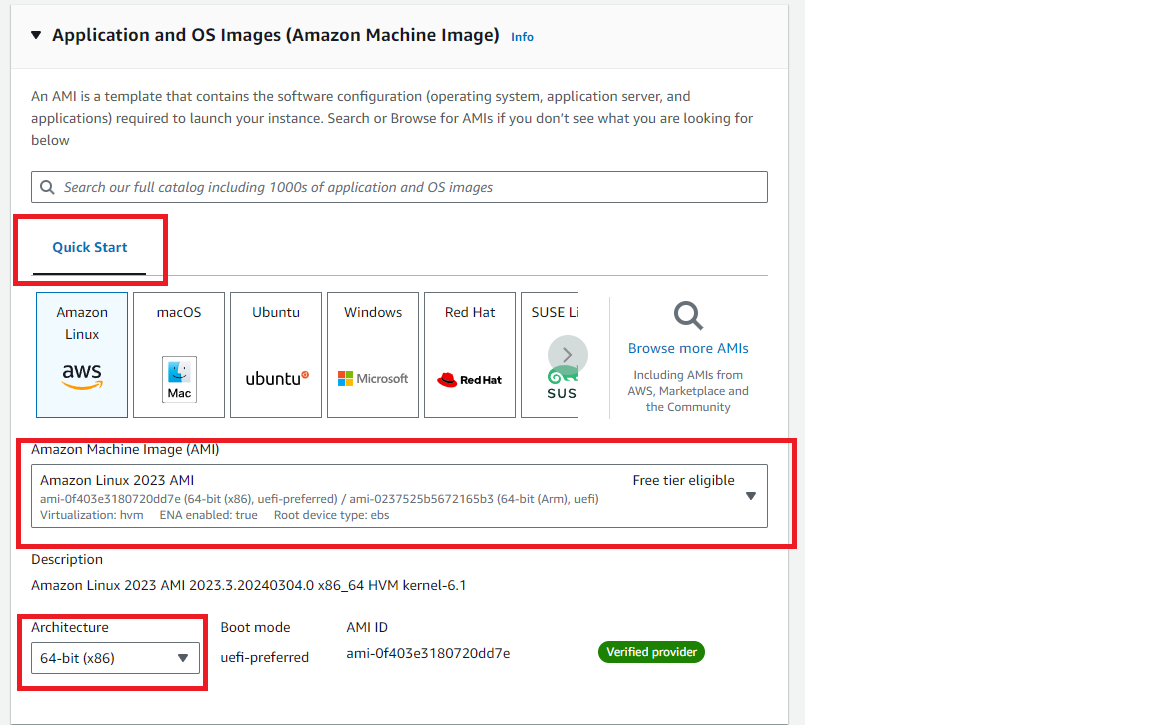 Application and OS Images (Amazon Machine Image) Info
An AMI is a template that contains the software configuration (operating system, application server, and
applications) required to launch your instance. Search or Browse for AMIs if you don’t see what you are looking for
below
Search our full catalog including 1000s of application and OS images
Quick Start
Amazon
Linux
aws
macOS
Mac
Ubuntu
ubuntu
Windows
Microsoft
Red Hat
Red Hat
SUSE Li
SUS
Browse more AMIs
Including AMIs from
AWS, Marketplace and
the Community
Amazon Machine Image (AMI)
Amazon Linux 2023 AMI
Free tier eligible
ami-0f403e3180720dd7e (64-bit (x86), uefi-preferred) / ami-0237525b5672165b3 (64-bit (Arm), uefi)
Virtualization: hvm ENA enabled: true Root device type: ebs
Description
Amazon Linux 2023 AMI 2023.3.20240304.0 x86_64 HVM kernel-6.1
Architecture
64-bit (x86)
Boot mode
uefi-preferred
AMI ID
ami-0f403e3180720dd7e
Verified provider